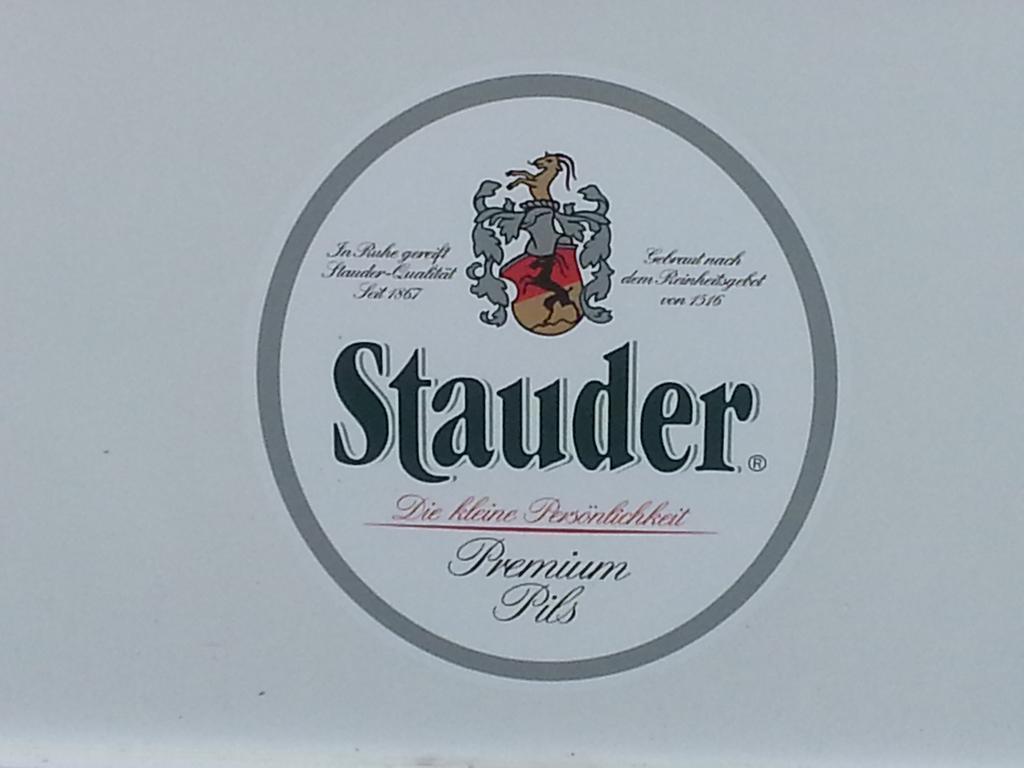 In Ruhe gereift
Stauder-Qualität
Seit 1867
Gebraut nach
dem Reinheitsgebot
von 1516
Stauder®
Die kleine Persönlichkeit
Premium
Pils